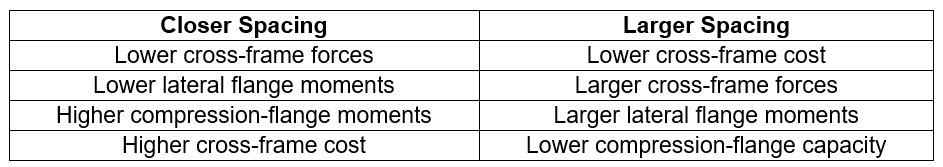 Closer Spacing Larger Spacing
Lower cross-frame forces Lower cross-frame cost
Lower lateral flange moments Larger cross-frame forces
Higher compression-flange moments Larger lateral flange moments
Higher cross-frame cost Lower compression-flange capacity